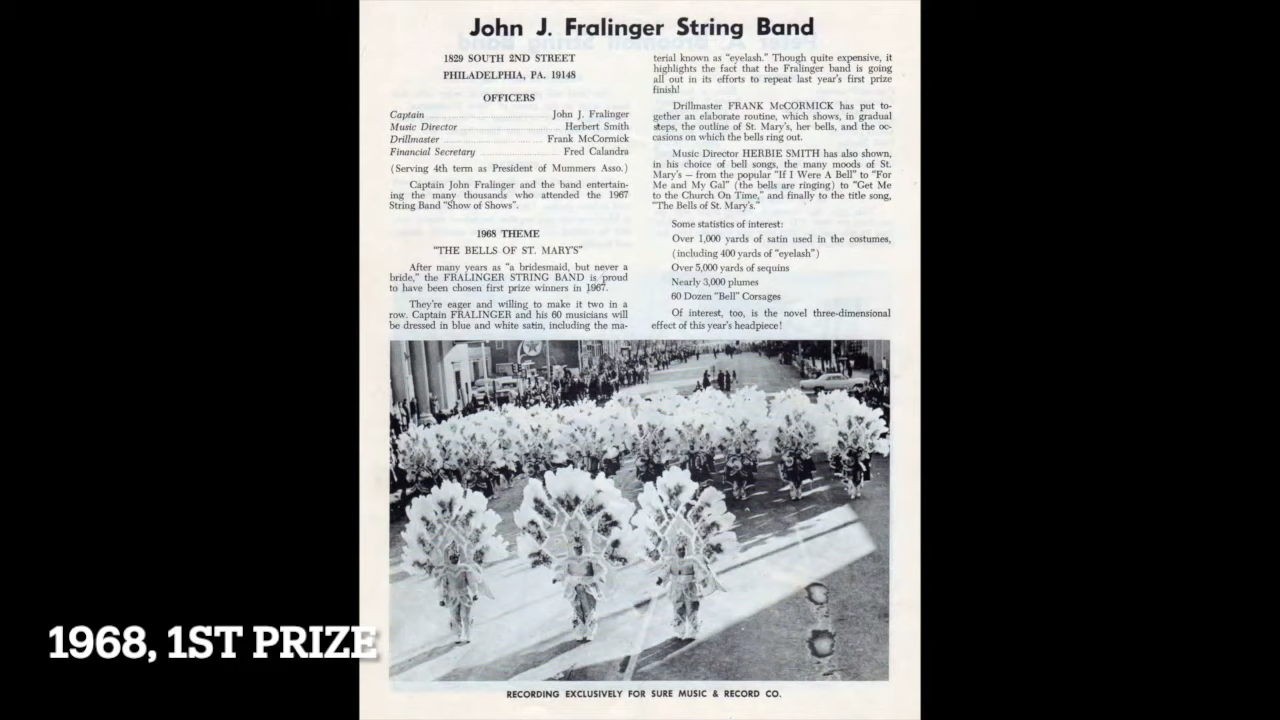 John J. Fralinger String Band
1829 SOUTH 2ND STREET
PHILADELPHIA, PA. 19148
OFFICERS
Captain John J. Fralinger
Music Director Herbert Smith
Drillmaster Frank McCormick
Financial Secretary Fred Calandra
(Serving 4th term as President of Mummers Asso.)
Captain John Fralinger and the band entertain-
ing the many thousands who attended the 1967
String Band "Show of Shows".
1968 THEME
"THE BELLS OF ST. MARY'S"
After many years as "a bridesmaid, but never a
bride," the FRALINGER STRING BAND is proud
to have been chosen first prize winners in 1967.
They're eager and willing to make it two in a
row. Captain FRALINGER and his 60 musicians will
be dressed in blue and white satin, including the ma-
terial known as "eyelash." Though quite expensive, it
highlights the fact that the Fralinger band is going
all out in its efforts to repeat last year's first prize
finish!
Drillmaster FRANK McCORMICK has put to-
gether an elaborate routine, which shows, in gradual
steps, the outline of St. Mary's, her bells, and the oc-
casions on which the bells ring out.
Music Director HERBIE SMITH has also shown,
in his choice of bell songs, the many moods of St.
Mary's — from the popular "If I Were A Bell" to "For
Me and My Gal" (the bells are ringing) to "Get Me
to the Church On Time," and finally to the title song,
"The Bells of St. Mary's."
Some statistics of interest:
Over 1,000 yards of satin used in the costumes,
(including 400 yards of "eyelash")
Over 5,000 yards of sequins
Nearly 3,000 plumes
60 Dozen "Bell" Corsages
Of interest, too, is the novel three-dimensional
effect of this year's headpiece!
1968, 1ST PRIZE
RECORDING EXCLUSIVELY FOR SURE MUSIC & RECORD CO.